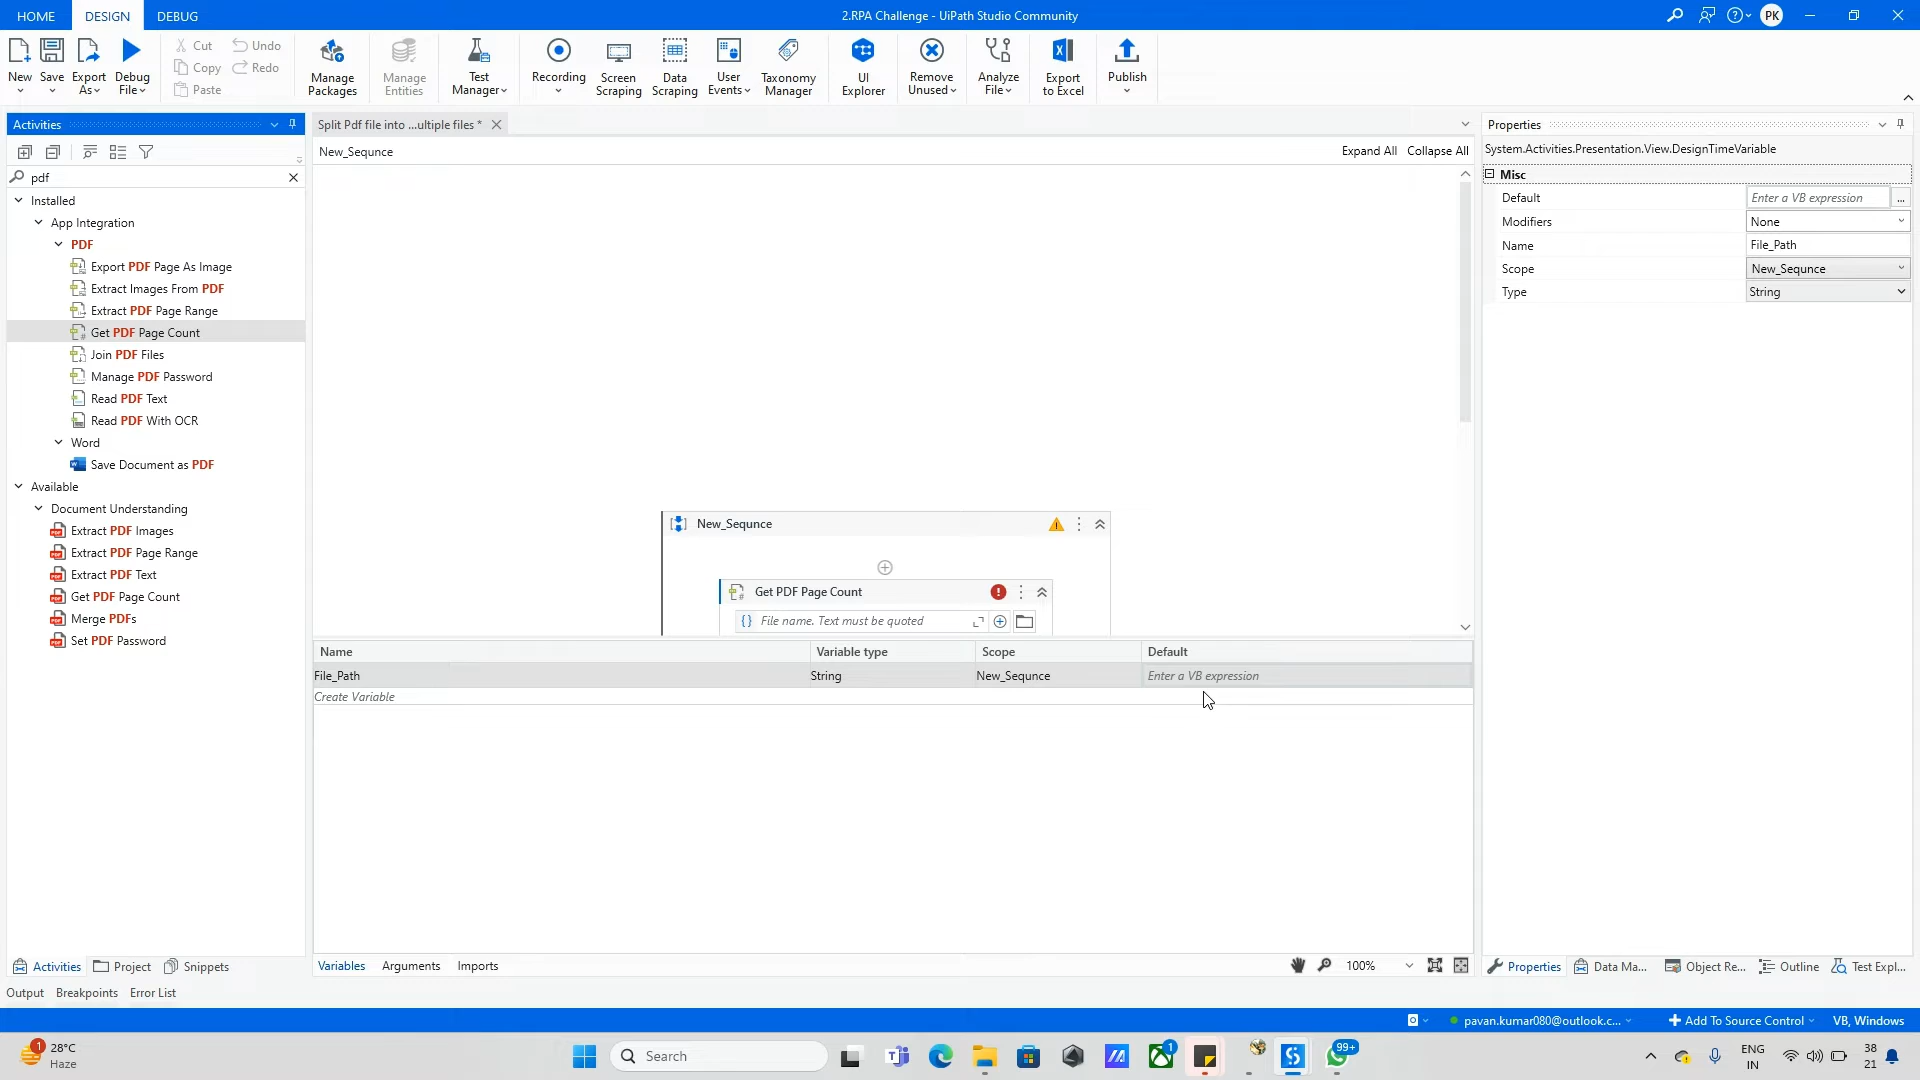 HOME DESIGN DEBUG 2.RPA Challenge - UiPath Studio Community PK
New Save Export As Debug File Cut Copy Paste Undo Redo Manage Packages Manage Entities Test Manager Recording Screen Scraping Data Scraping User Events Taxonomy Manager UI Explorer Remove Unused Analyze File Export to Excel Publish
Activities
pdf
Installed
App Integration
PDF
Export PDF Page As Image
Extract Images From PDF
Extract PDF Page Range
Get PDF Page Count
Join PDF Files
Manage PDF Password
Read PDF Text
Read PDF With OCR
Word
Save Document as PDF
Available
Document Understanding
Extract PDF Images
Extract PDF Page Range
Extract PDF Text
Get PDF Page Count
Merge PDFs
Set PDF Password
Activities Project Snippets
Split Pdf file into ...ultiple files *
New_Sequnce Expand All Collapse All
New_Sequnce
Get PDF Page Count
File name. Text must be quoted
Name Variable type Scope Default
File_Path String New_Sequnce Enter a VB expression
Create Variable
Variables Arguments Imports 100%
Properties
System.Activities.Presentation.View.DesignTimeVariable
Misc
Default Enter a VB expression ...
Modifiers None
Name File_Path
Scope New_Sequnce
Type String
Properties Data Ma... Object Re... Outline Test Expl...
Output Breakpoints Error List
pavan.kumar080@outlook.c... Add To Source Control VB, Windows
1 28°C
Haze
Search
1
99+
ENG
IN
38
21